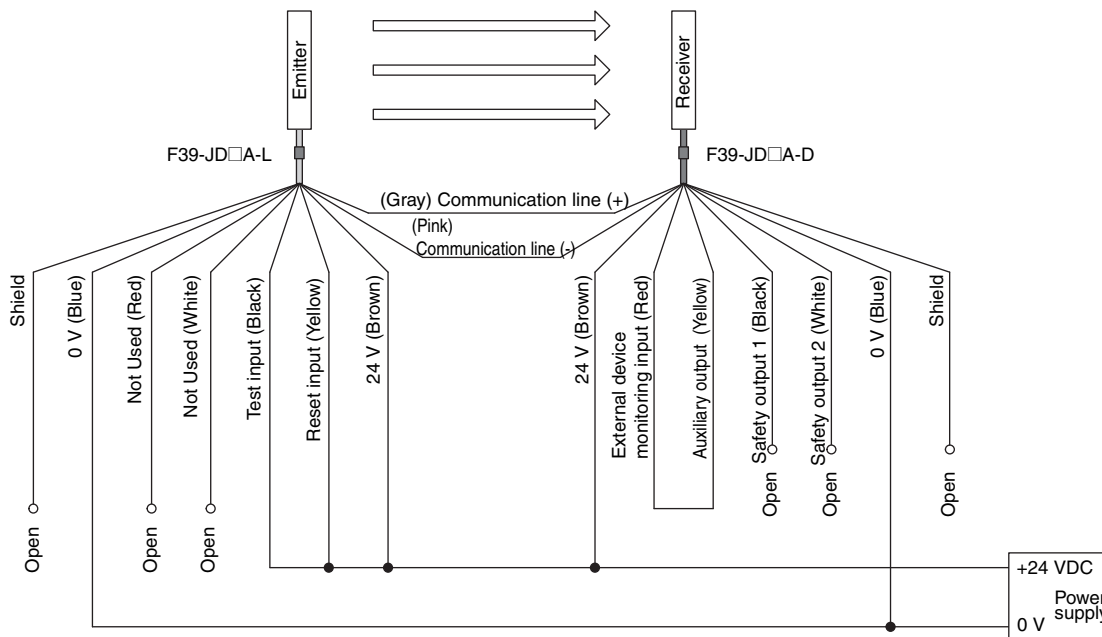 Emitter
Receiver
F39-JD□A-L
F39-JD□A-D
(Gray) Communication line (+)
(Pink)
Communication line (-)
Shield
0 V (Blue)
Not Used (Red)
Not Used (White)
Test input (Black)
Reset input (Yellow)
24 V (Brown)
24 V (Brown)
External device
monitoring input (Red)
Auxiliary output (Yellow)
Safety output 1 (Black)
Safety output 2 (White)
0 V (Blue)
Shield
Open
Open
Open
Open
Open
Open
+24 VDC
Power
supply
0 V